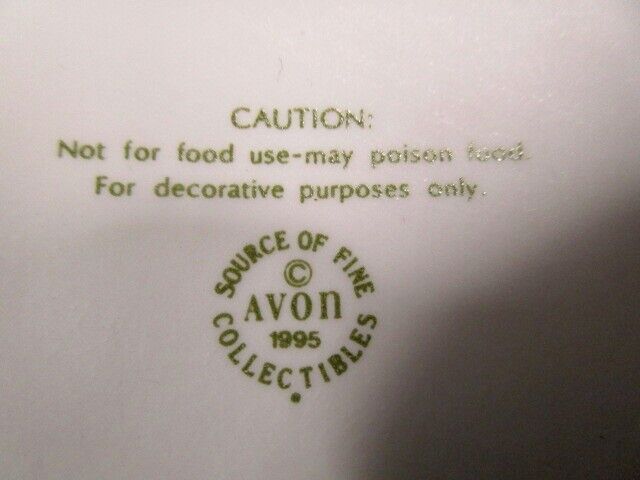 CAUTION:
Not for food use-may poison food.
For decorative purposes only.
SOURCE OF FINE
©
AVON
1995
COLLECTIBLES